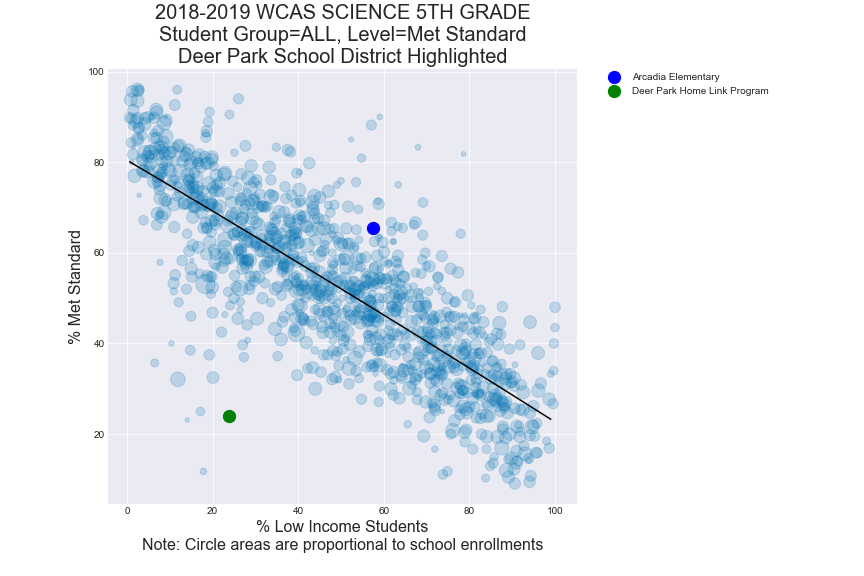 2018-2019 WCAS SCIENCE 5TH GRADE
Student Group=ALL, Level=Met Standard
Deer Park School District Highlighted
Arcadia Elementary
Deer Park Home Link Program
% Met Standard
100
80
60
40
20
0 20 40 60 80 100
% Low Income Students
Note: Circle areas are proportional to school enrollments